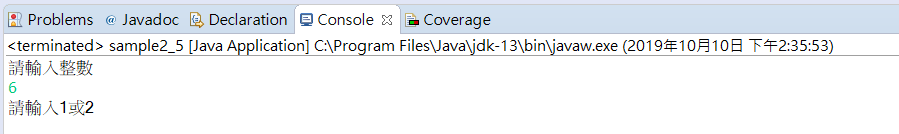 Problems @ Javadoc Declaration Console Coverage
<terminated> sample2_5 [Java Application] C:\Program Files\Java\jdk-13\bin\javaw.exe (2019年10月10日 下午2:35:53)
請輸入整數
6
請輸入1或2